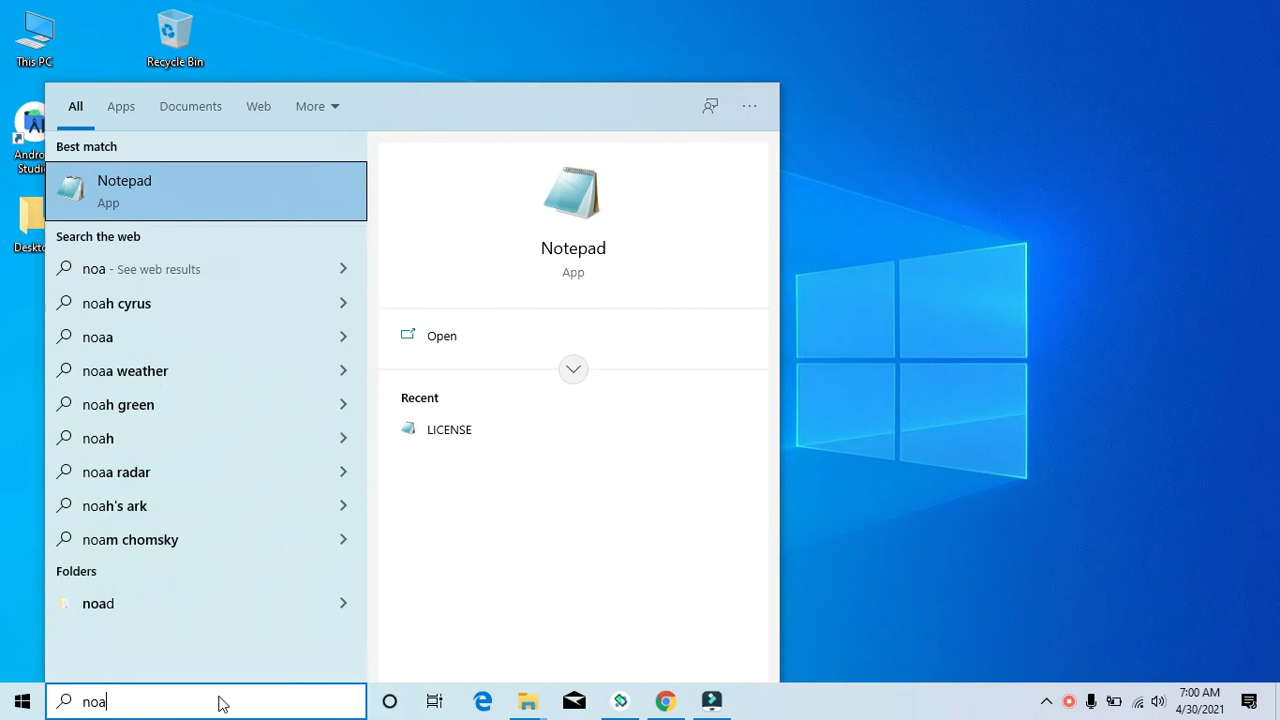 This PC
Recycle Bin
Andro
Studio
Deskto
All Apps Documents Web More
Best match
Notepad
App
Search the web
noa - See web results
noah cyrus
noaa
noaa weather
noah green
noah
noaa radar
noah's ark
noam chomsky
Folders
noad
Notepad
App
Open
Recent
LICENSE
noa
7:00 AM
4/30/2021